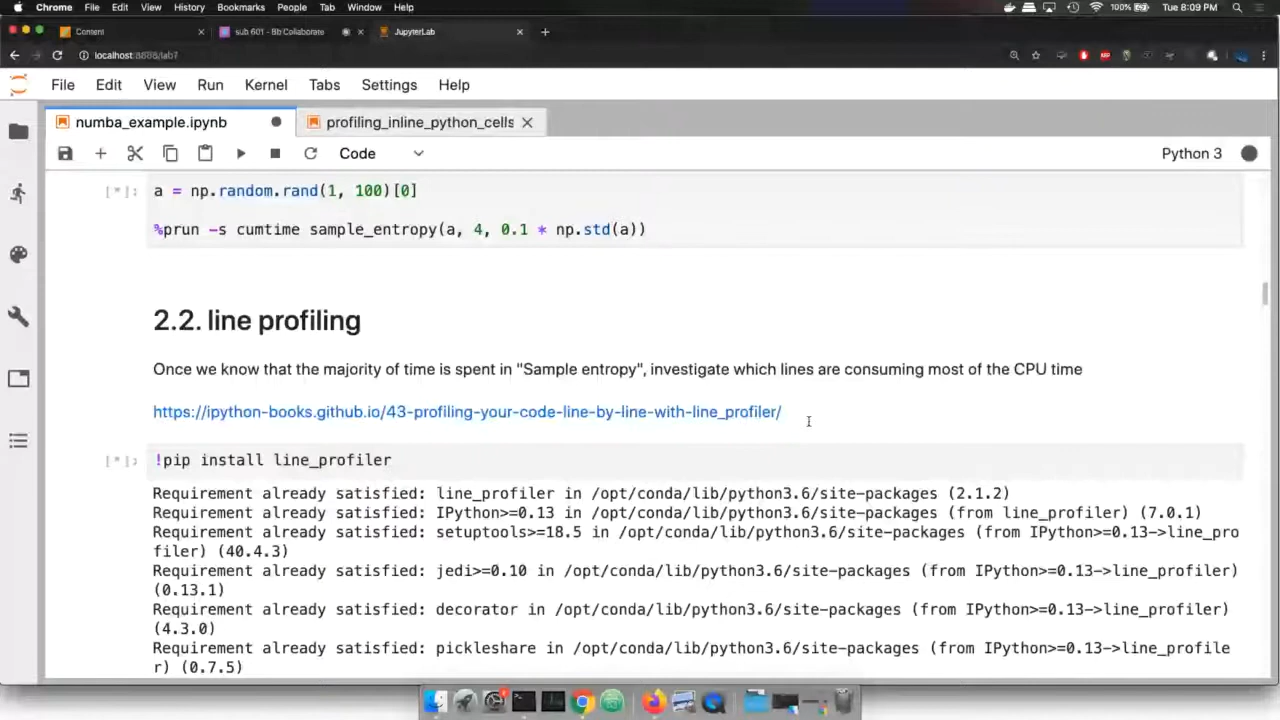 Chrome File Edit View History Bookmarks People Tab Window Help 100% Tue 8:09 PM
Content sub 601 - Bb Collaborate JupyterLab
localhost:8888/lab?
File Edit View Run Kernel Tabs Settings Help
numba_example.ipynb profiling_inline_python_cells
Code Python 3
[*]: a = np.random.rand(1, 100)[0]
%prun -s cumtime sample_entropy(a, 4, 0.1 * np.std(a))
2.2. line profiling
Once we know that the majority of time is spent in "Sample entropy", investigate which lines are consuming most of the CPU time
https://ipython-books.github.io/43-profiling-your-code-line-by-line-with-line_profiler/
[*]: !pip install line_profiler
Requirement already satisfied: line_profiler in /opt/conda/lib/python3.6/site-packages (2.1.2)
Requirement already satisfied: IPython>=0.13 in /opt/conda/lib/python3.6/site-packages (from line_profiler) (7.0.1)
Requirement already satisfied: setuptools>=18.5 in /opt/conda/lib/python3.6/site-packages (from IPython>=0.13->line_pro
filer) (40.4.3)
Requirement already satisfied: jedi>=0.10 in /opt/conda/lib/python3.6/site-packages (from IPython>=0.13->line_profiler)
(0.13.1)
Requirement already satisfied: decorator in /opt/conda/lib/python3.6/site-packages (from IPython>=0.13->line_profiler)
(4.3.0)
Requirement already satisfied: pickleshare in /opt/conda/lib/python3.6/site-packages (from IPython>=0.13->line_profile
r) (0.7.5)